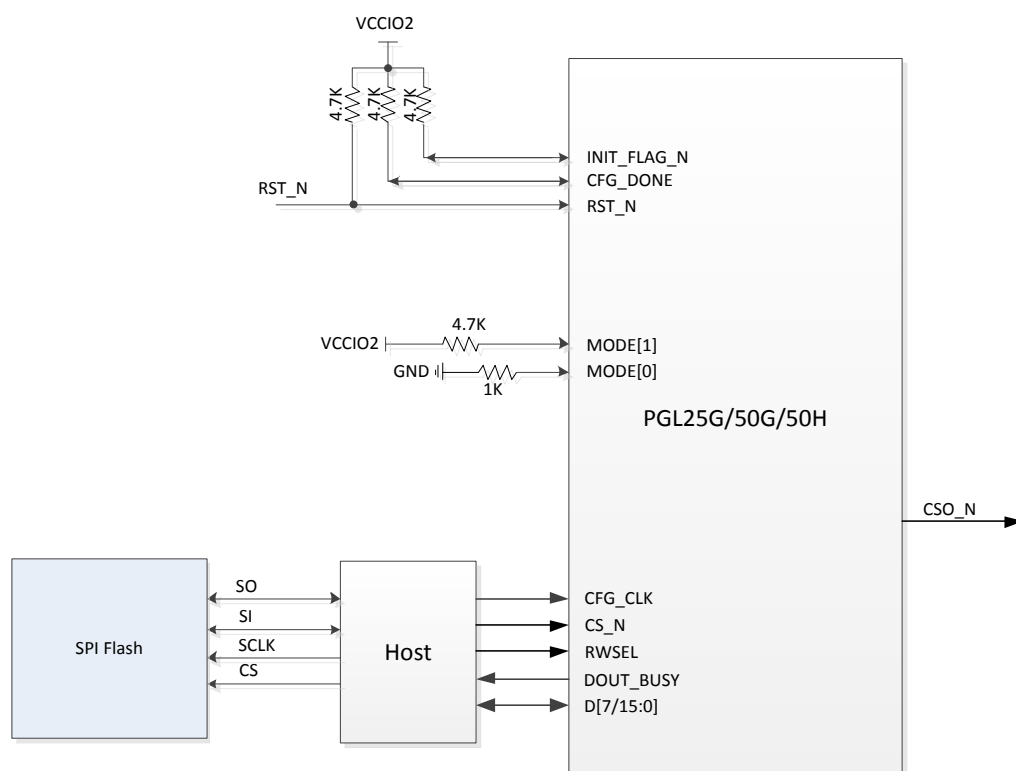 VCCIO2
4.7K
4.7K
4.7K
INIT_FLAG_N
CFG_DONE
RST_N
RST_N
4.7K
VCCIO2
MODE[1]
GND
MODE[0]
1K
PGL25G/50G/50H
CSO_N
SO
CFG_CLK
SI
CS_N
SPI Flash
SCLK
Host
RWSEL
CS
DOUT_BUSY
D[7/15:0]